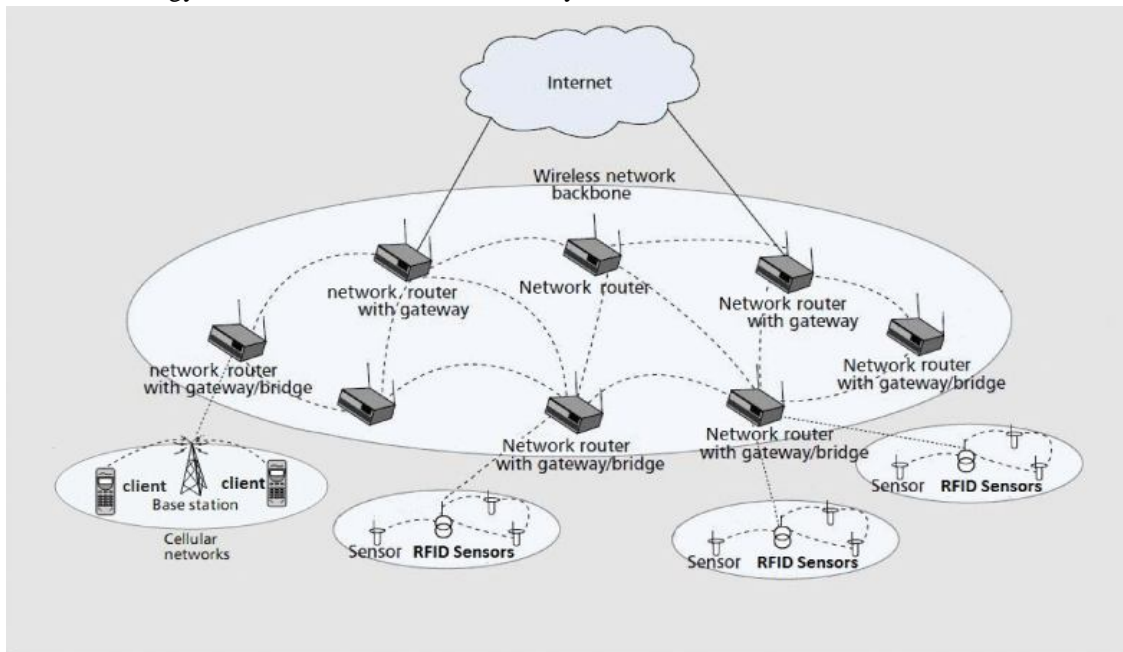 Internet
Wireless network
backbone
network router
with gateway
Network router
Network router
with gateway
network router
with gateway/bridge
Network router
with gateway/bridge
Network router
with gateway/bridge
Network router
with gateway/bridge
client
client
Base station
Cellular
networks
Sensor RFID Sensors
Sensor RFID Sensors
Sensor RFID Sensors